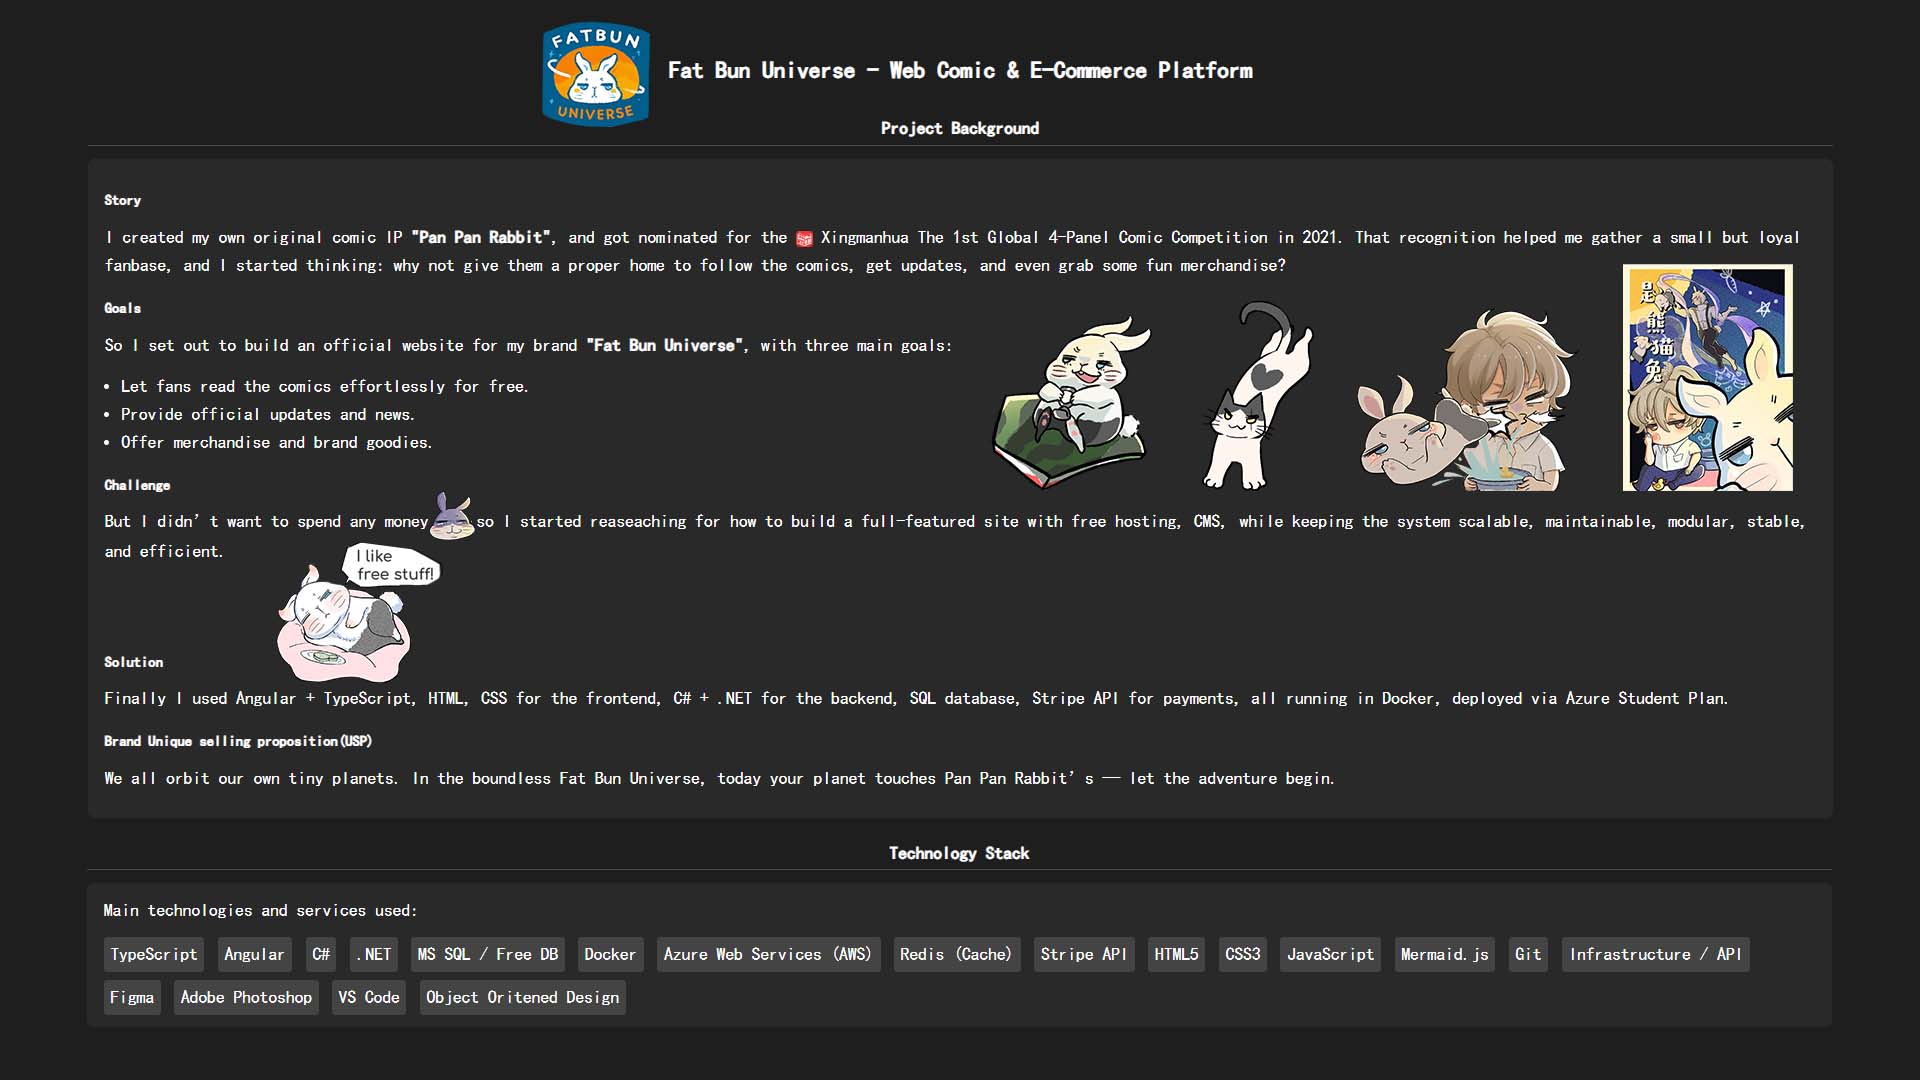 FATBUN
UNIVERSE
Fat Bun Universe - Web Comic & E-Commerce Platform
Project Background
Story
I created my own original comic IP "Pan Pan Rabbit", and got nominated for the Xingmanhua The 1st Global 4-Panel Comic Competition in 2021. That recognition helped me gather a small but loyal
fanbase, and I started thinking: why not give them a proper home to follow the comics, get updates, and even grab some fun merchandise?
Goals
So I set out to build an official website for my brand "Fat Bun Universe", with three main goals:
• Let fans read the comics effortlessly for free.
• Provide official updates and news.
• Offer merchandise and brand goodies.
是熊猫兔
Challenge
But I didn’t want to spend any money so I started reaseaching for how to build a full-featured site with free hosting, CMS, while keeping the system scalable, maintainable, modular, stable,
and efficient.
I like
free stuff!
Solution
Finally I used Angular + TypeScript, HTML, CSS for the frontend, C# + .NET for the backend, SQL database, Stripe API for payments, all running in Docker, deployed via Azure Student Plan.
Brand Unique selling proposition(USP)
We all orbit our own tiny planets. In the boundless Fat Bun Universe, today your planet touches Pan Pan Rabbit’s — let the adventure begin.
Technology Stack
Main technologies and services used:
TypeScript Angular C# .NET MS SQL / Free DB Docker Azure Web Services (AWS) Redis (Cache) Stripe API HTML5 CSS3 JavaScript Mermaid.js Git Infrastructure / API
Figma Adobe Photoshop VS Code Object Oritened Design